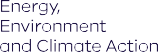 Energy,
Environment
and Climate Action